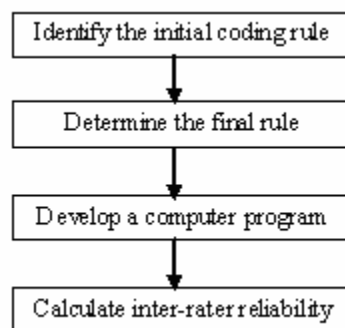 Identify the initial coding rule
Determine the final rule
Develop a computer program
Calculate inter-rater reliability